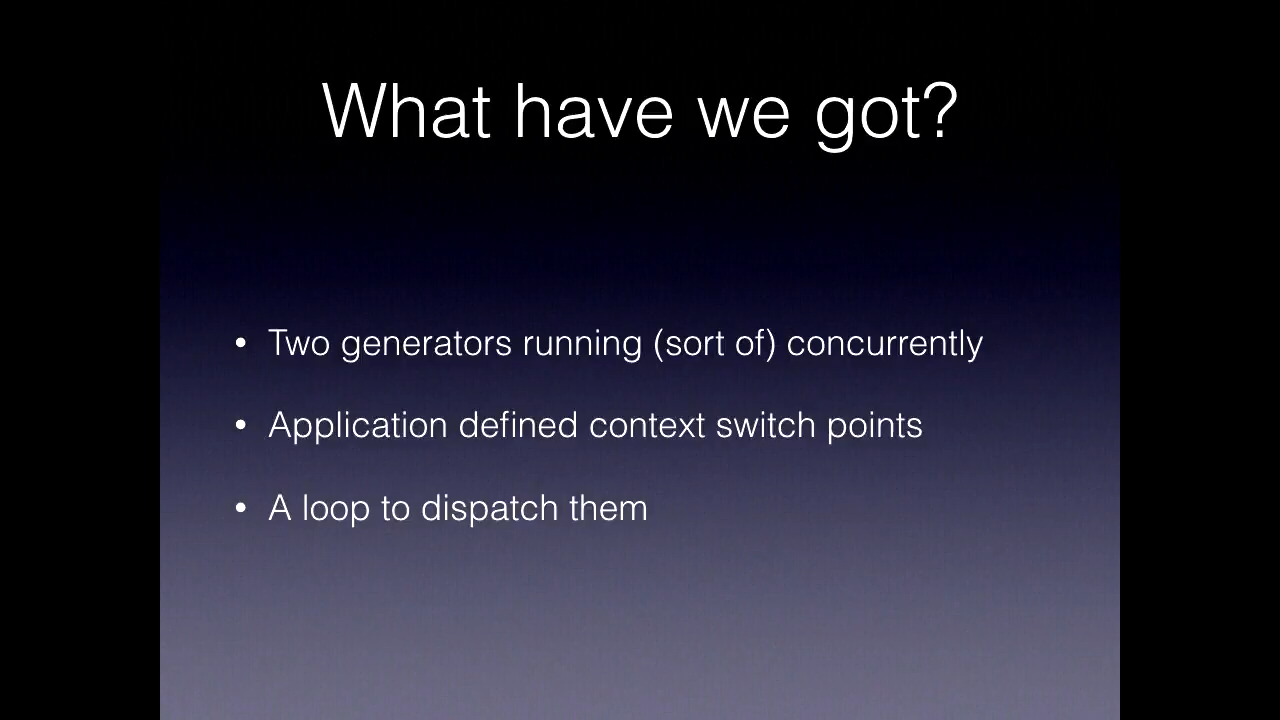 What have we got?
• Two generators running (sort of) concurrently
• Application defined context switch points
• A loop to dispatch them